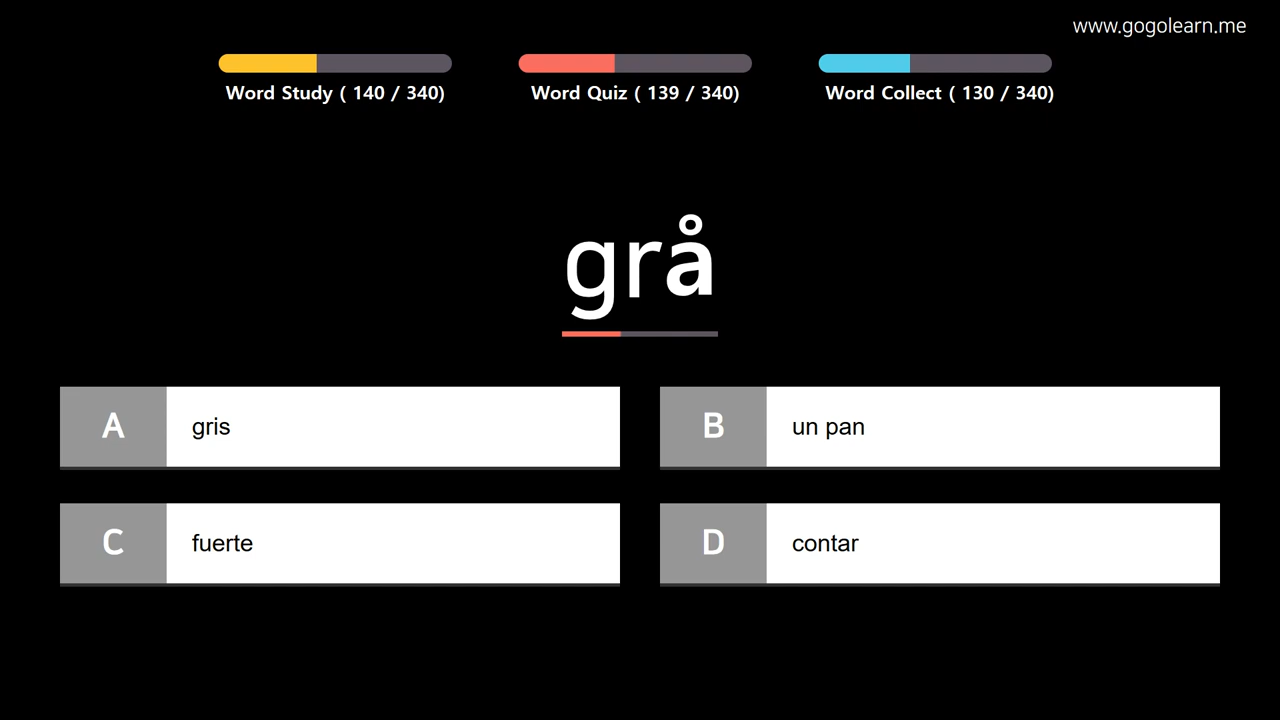 www.gogolearn.me
Word Study ( 140 / 340)
Word Quiz ( 139 / 340)
Word Collect ( 130 / 340)
grå
A gris
B un pan
C fuerte
D contar